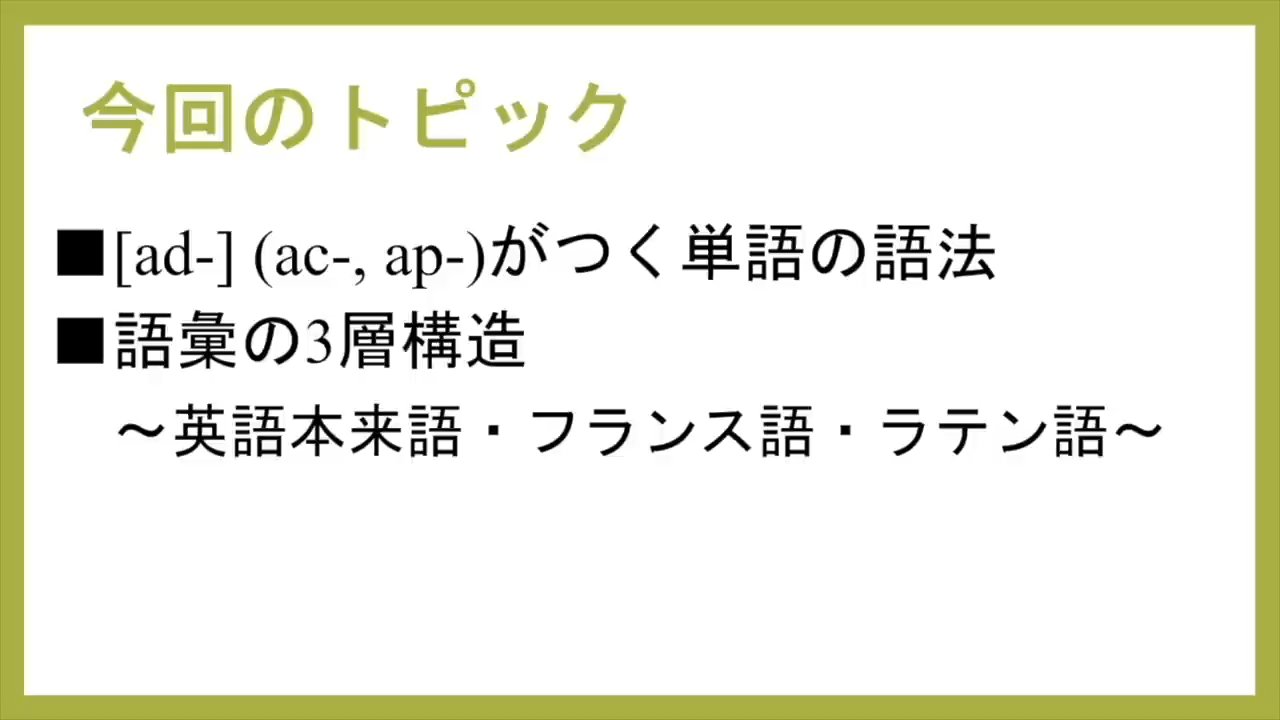 今回のトピック
■[ad-] (ac-, ap-)がつく単語の語法
■語彙の3層構造
～英語本来語・フランス語・ラテン語～